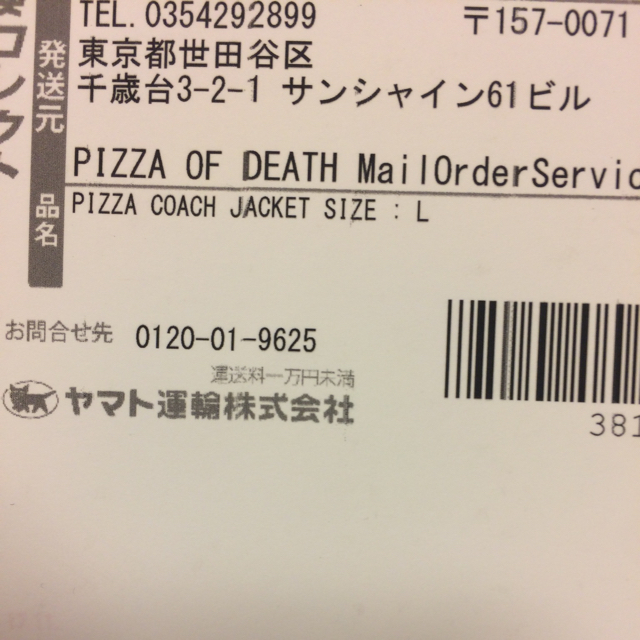 TEL. 0354292899 〒157-0071
発送元
東京都世田谷区
千歳台3-2-1 サンシャイン61ビル
PIZZA OF DEATH MailOrderServic
品名
PIZZA COACH JACKET SIZE : L
お問合せ先 0120-01-9625
運送料一万円未満
ヤマト運輸株式会社
381